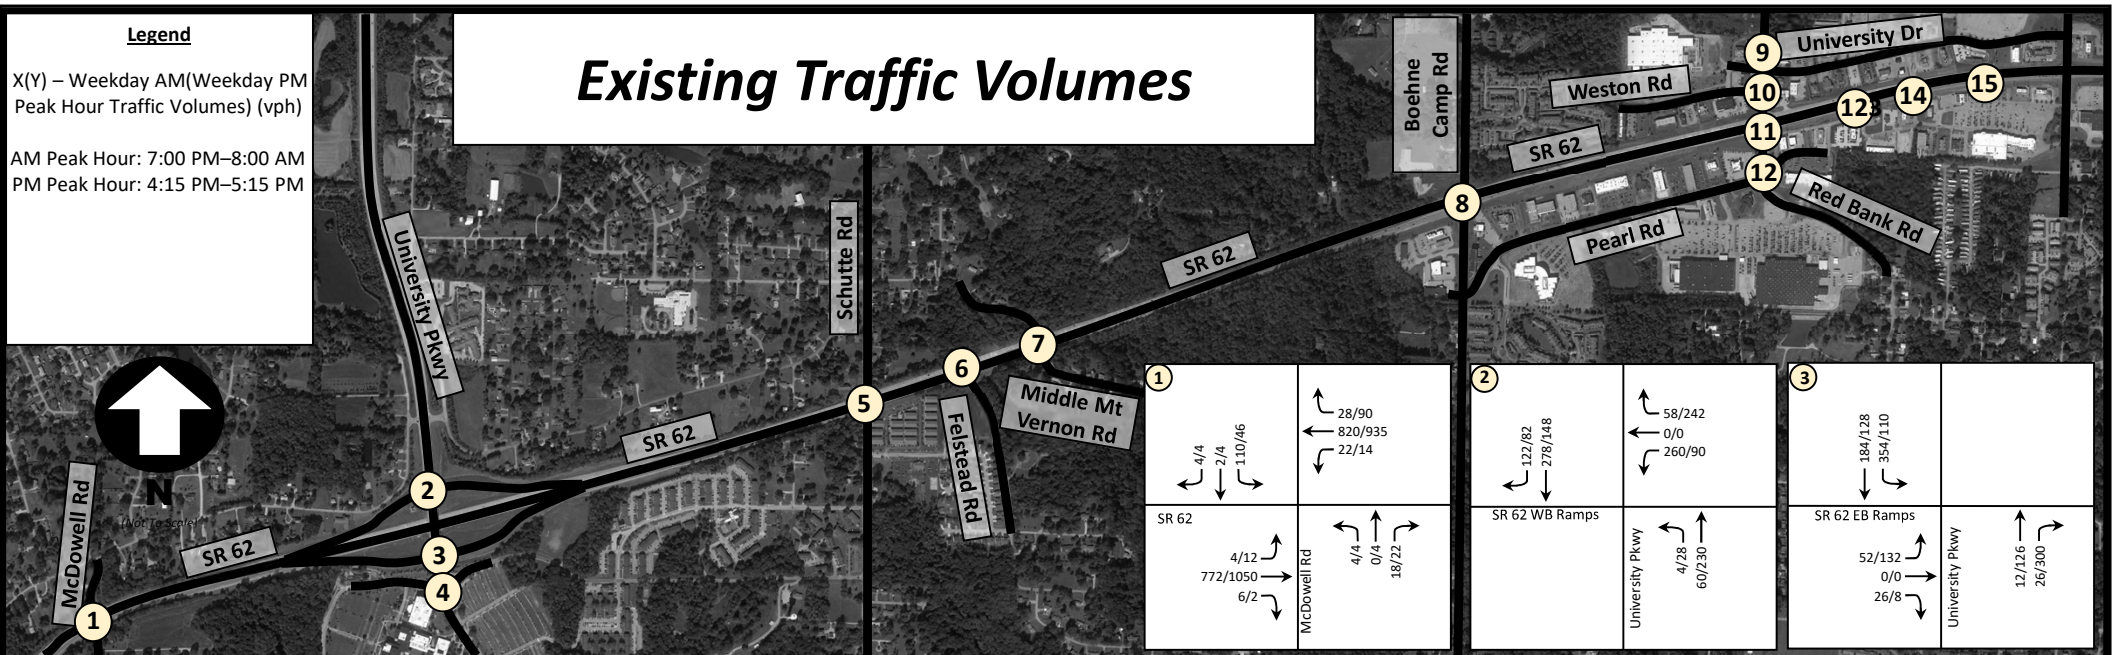 Legend
X(Y) – Weekday AM(Weekday PM
Peak Hour Traffic Volumes) (vph)
AM Peak Hour: 7:00 PM–8:00 AM
PM Peak Hour: 4:15 PM–5:15 PM
Existing Traffic Volumes
Boehne
Camp Rd
University Dr
Weston Rd
SR 62
Pearl Rd
Red Bank Rd
9
10
11
12
123
14
15
8
SR 62
University Pkwy
Schutte Rd
7
6
5
Middle Mt
Vernon Rd
Felstead Rd
SR 62
N
(Not To Scale)
McDowell Rd
SR 62
2
3
4
1
1
4/4
2/4
110/46
28/90
820/935
22/14
SR 62
4/12
772/1050
6/2
McDowell Rd
4/4
0/4
18/22
2
122/82
278/148
58/242
0/0
260/90
SR 62 WB Ramps
University Pkwy
4/28
60/230
3
184/128
354/110
SR 62 EB Ramps
52/132
0/0
26/8
University Pkwy
12/126
26/300